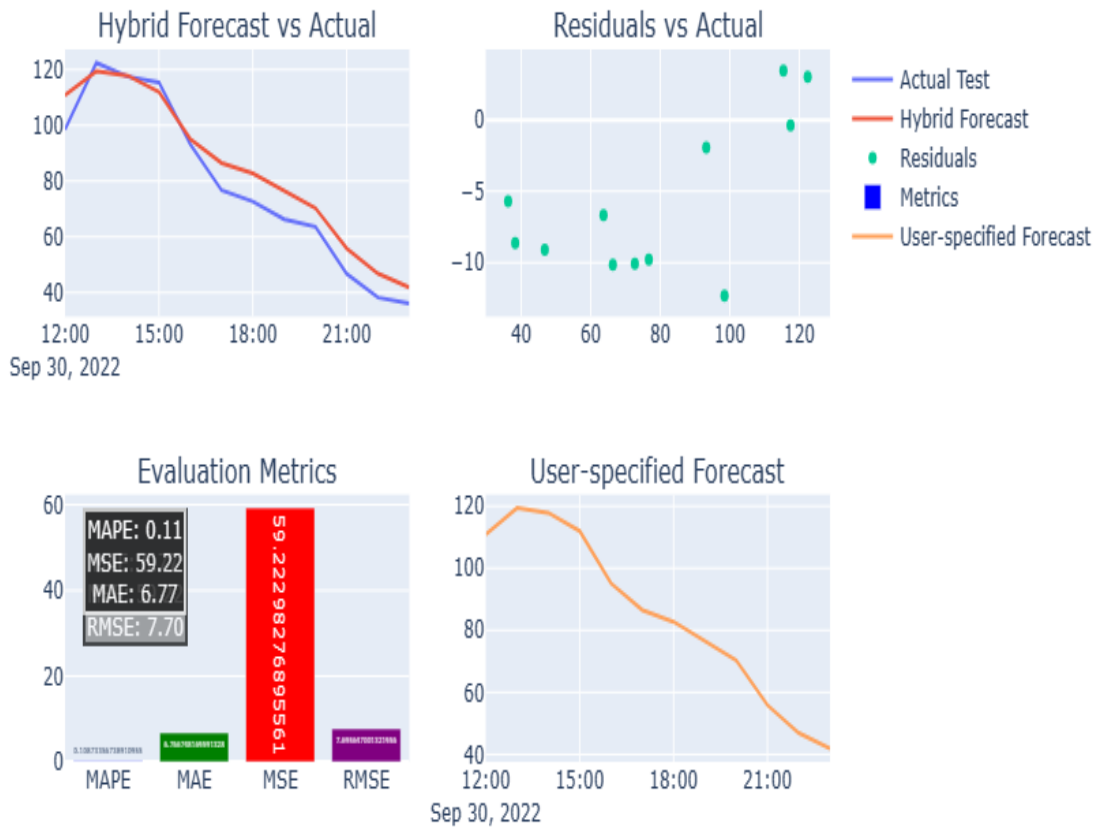 Hybrid Forecast vs Actual
120
100
80
60
40
12:00 15:00 18:00 21:00
Sep 30, 2022
Residuals vs Actual
0
−5
−10
40 60 80 100 120
Actual Test
Hybrid Forecast
Residuals
Metrics
User-specified Forecast
Evaluation Metrics
60
40
20
0
MAPE: 0.11
MSE: 59.22
MAE: 6.77
RMSE: 7.70
59.22298276895561
MAPE MAE MSE RMSE
User-specified Forecast
120
100
80
60
40
12:00 15:00 18:00 21:00
Sep 30, 2022